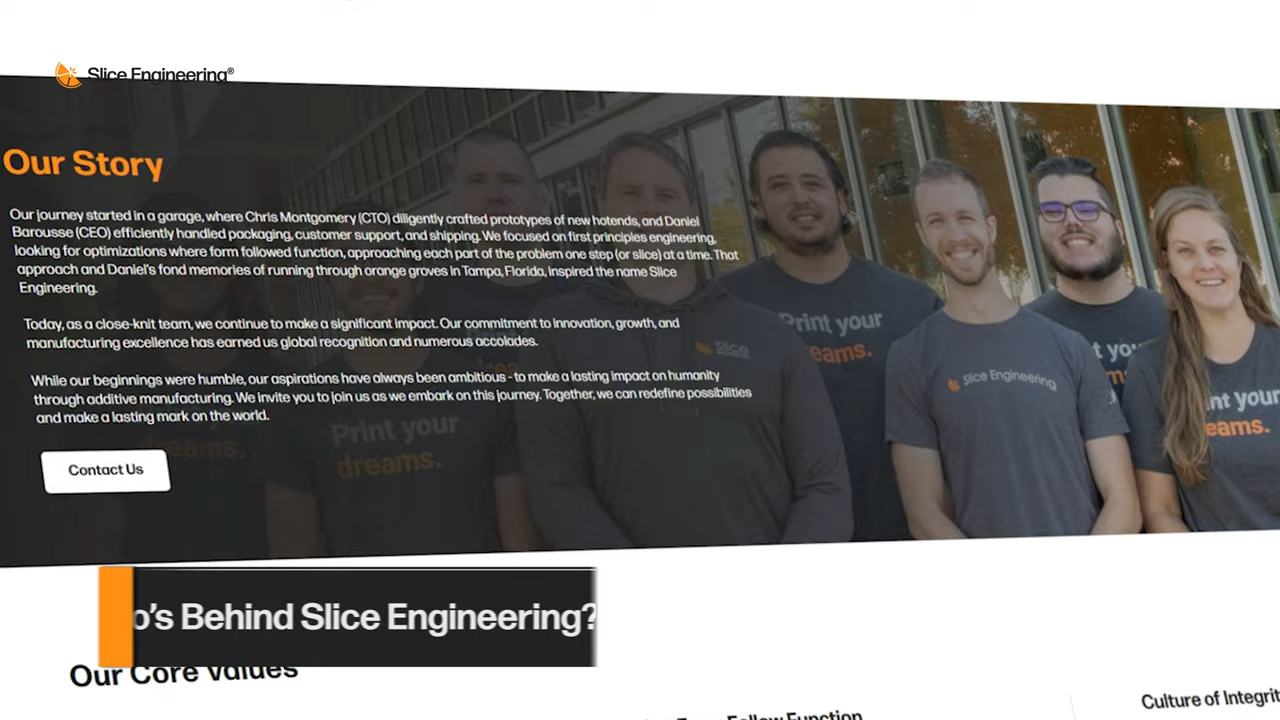 Slice Engineering®
Our Story
Our journey started in a garage, where Chris Montgomery (CTO) diligently crafted prototypes of new hotends, and Daniel
Barousse (CEO) efficiently handled packaging, customer support, and shipping. We focused on first principles engineering,
looking for optimizations where form followed function, approaching each part of the problem one step (or slice) at a time. That
approach and Daniel's fond memories of running through orange groves in Tampa, Florida, inspired the name Slice
Engineering.
Today, as a close-knit team, we continue to make a significant impact. Our commitment to innovation, growth, and
manufacturing excellence has earned us global recognition and numerous accolades.
While our beginnings were humble, our aspirations have always been ambitious - to make a lasting impact on humanity
through additive manufacturing. We invite you to join us as we embark on this journey. Together, we can redefine possibilities
and make a lasting mark on the world.
Contact Us
Print your
dreams.
Slice
Print your
eams.
Slice Engineering
t you
ms
nt your
eams.
o's Behind Slice Engineering?
Our Core Values
Form Follow Function
Culture of Integrit